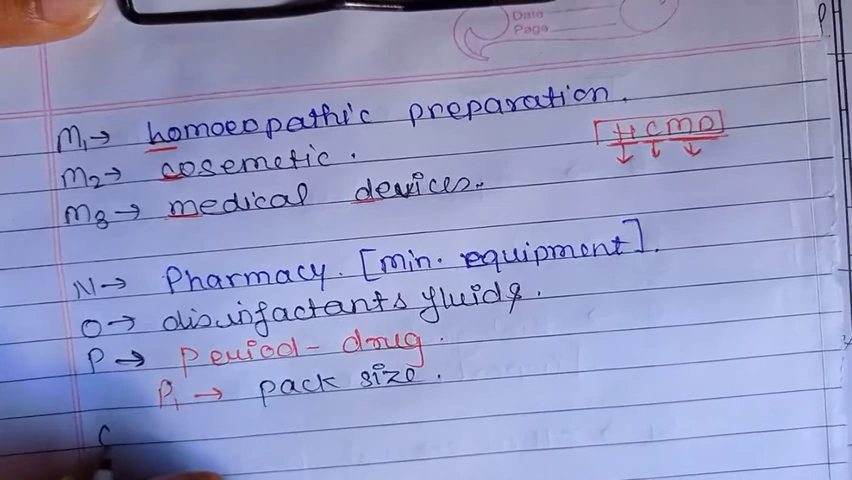 Data
Page
M₁→ homoeopathic preparation.
HCMD
M₂→ cosemetic.
M₃→ medical devices.
N→ Pharmacy. [min. equipment].
O→ disinfactants fluids.
P→ Period-drug.
P₁→ pack size.